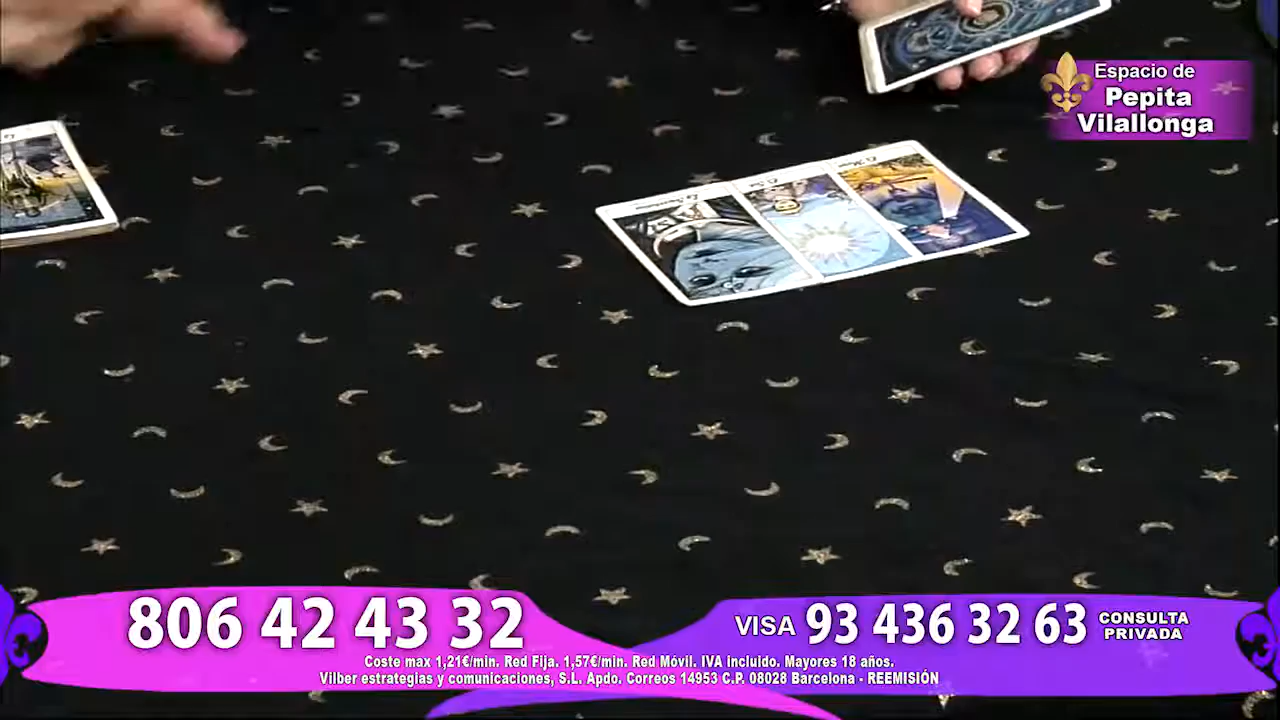 Espacio de
Pepita
Vilallonga
806 42 43 32
VISA 93 436 32 63 CONSULTA
PRIVADA
Coste max 1,21€/min. Red Fija. 1,57€/min. Red Móvil. IVA Incluido. Mayores 18 años.
Vilber estrategias y comunicaciones, S.L. Apdo. Correos 14953 C.P. 08028 Barcelona - REEMISIÓN